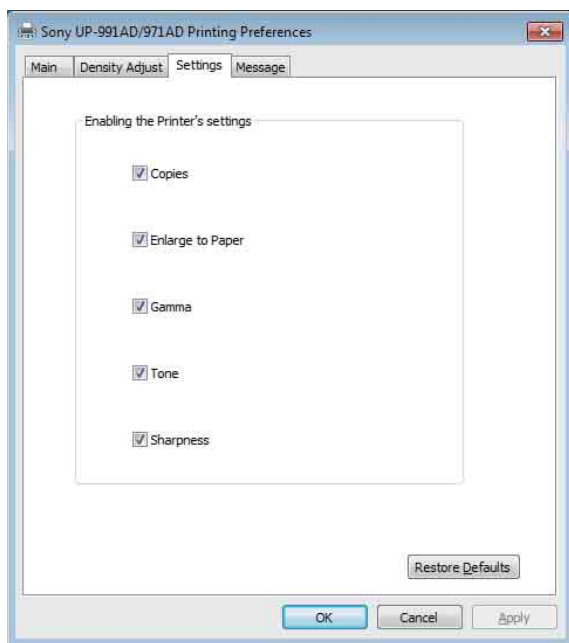 Sony UP-991AD/971AD Printing Preferences
Main Density Adjust Settings Message
Enabling the Printer's settings
Copies
Enlarge to Paper
Gamma
Tone
Sharpness
Restore Defaults
OK Cancel Apply